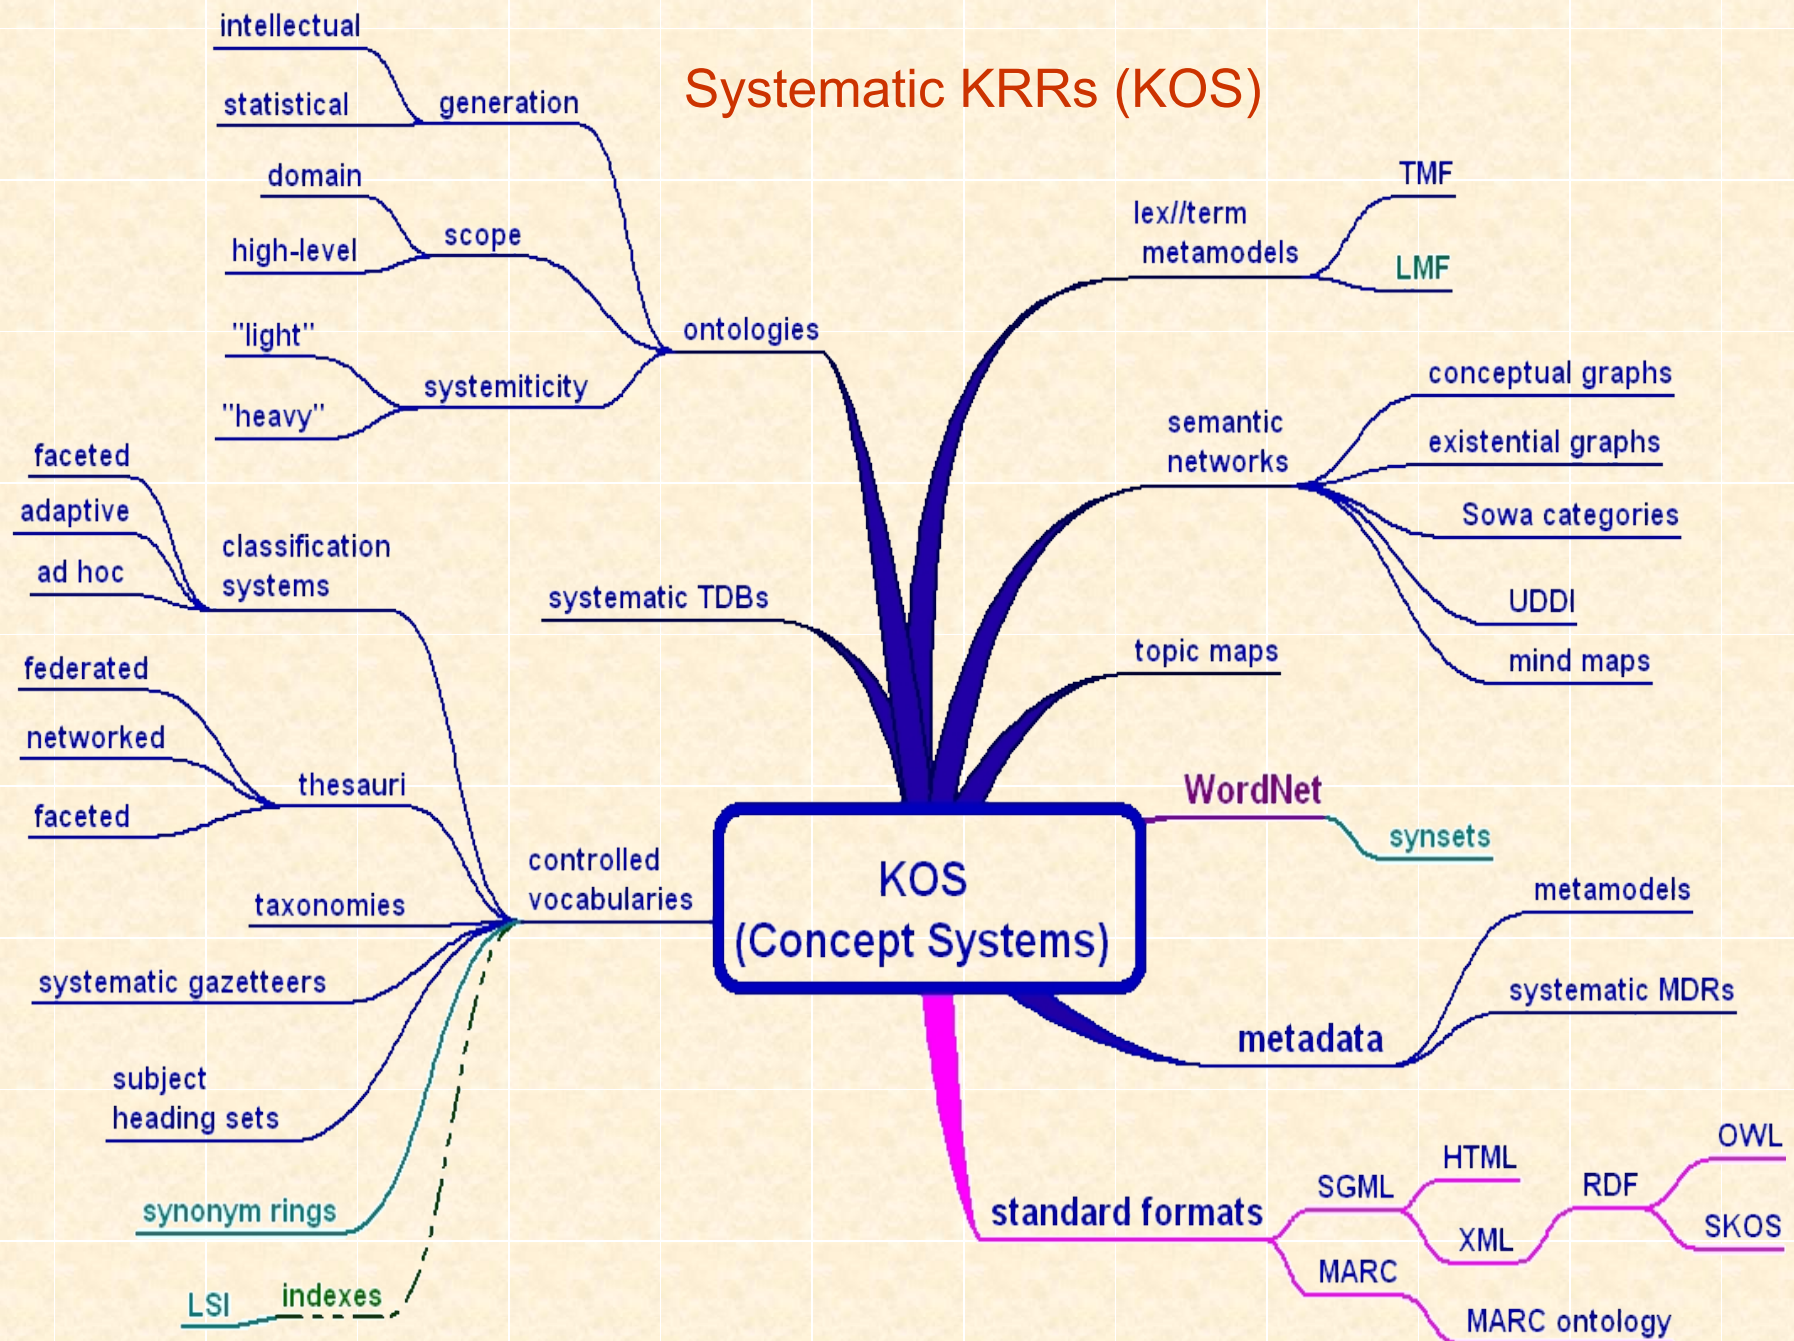 Systematic KRRs (KOS)
intellectual
statistical
generation
domain
high-level
scope
"light"
"heavy"
systemiticity
ontologies
faceted
adaptive
ad hoc
classification
systems
systematic TDBs
federated
networked
faceted
thesauri
taxonomies
systematic gazetteers
subject
heading sets
synonym rings
LSI
indexes
controlled
vocabularies
KOS
(Concept Systems)
lex//term
metamodels
TMF
LMF
semantic
networks
conceptual graphs
existential graphs
Sowa categories
UDDI
mind maps
topic maps
WordNet
synsets
metadata
metamodels
systematic MDRs
standard formats
SGML
HTML
XML
RDF
OWL
SKOS
MARC
MARC ontology